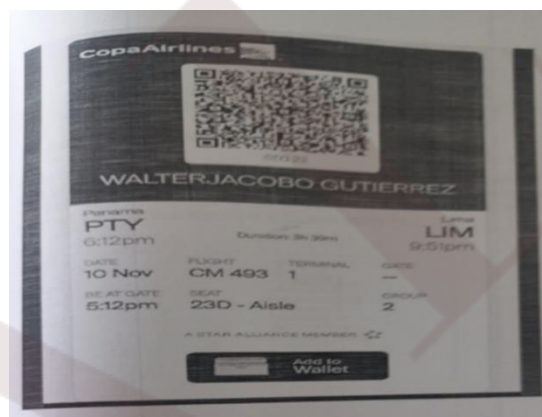 CopaAirlines
WALTERJACOBO GUTIERREZ
Panama
Lima
PTY
LIM
6:12pm
Duration: 3h 39m
9:51pm
DATE
FLIGHT
TERMINAL
GATE
10 Nov
CM 493
1
—
BE AT GATE
SEAT
GROUP
5:12pm
23D - Aisle
2
A STAR ALLIANCE MEMBER
Add to
Wallet